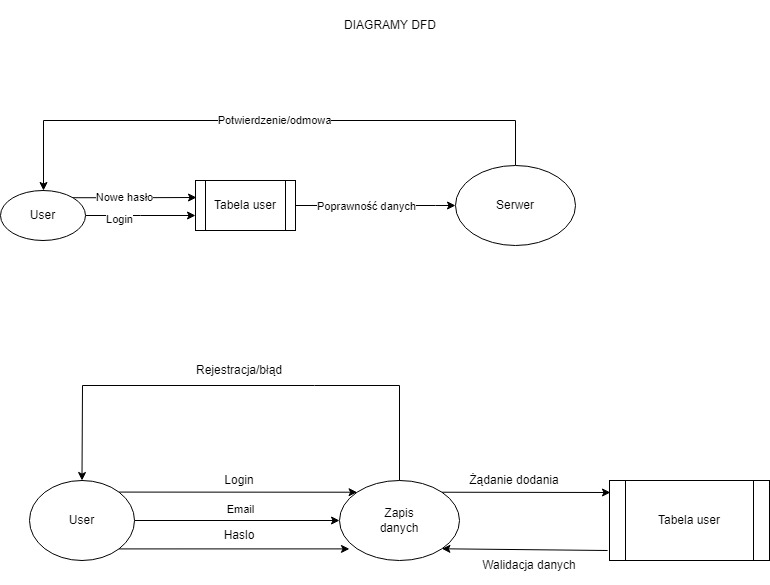 DIAGRAMY DFD
Potwierdzenie/odmowa
Nowe hasło
Login
User
Tabela user
Poprawność danych
Serwer
Rejestracja/błąd
Login
Email
Haslo
User
Zapis
danych
Żądanie dodania
Tabela user
Walidacja danych